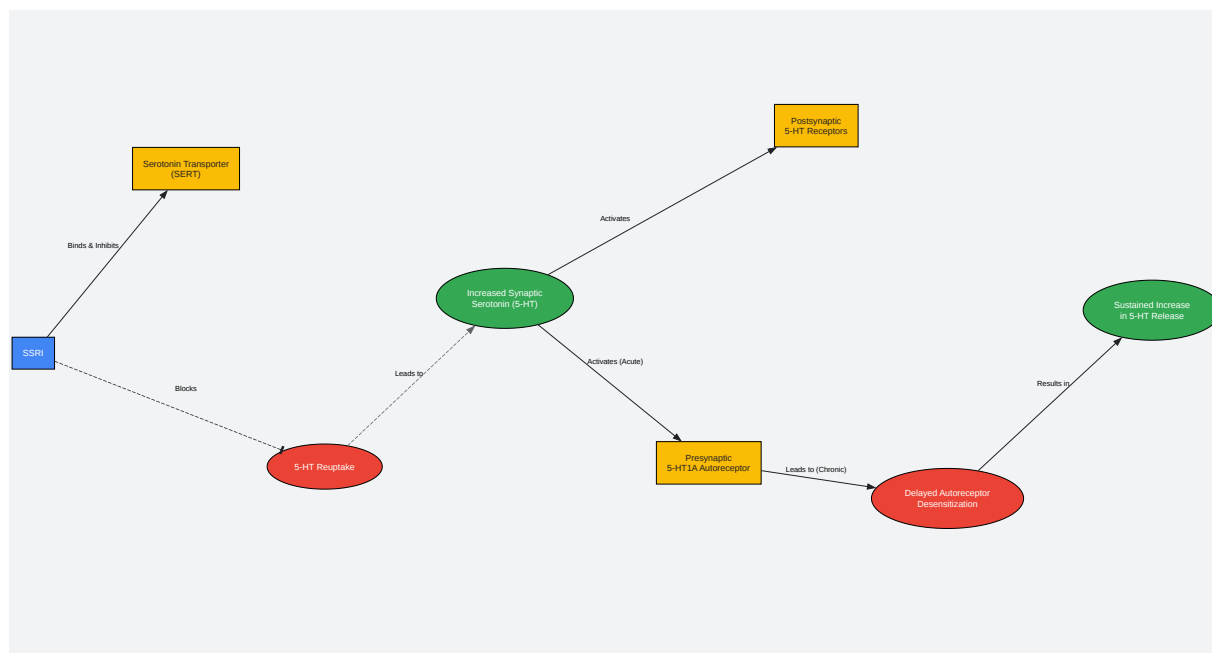 Postsynaptic
5-HT Receptors
Serotonin Transporter
(SERT)
Activates
Binds & Inhibits
Increased Synaptic
Serotonin (5-HT)
Sustained Increase
in 5-HT Release
SSRI
Activates (Acute)
Leads to
Results in
Blocks
Presynaptic
5-HT1A Autoreceptor
5-HT Reuptake
Leads to (Chronic)
Delayed Autoreceptor
Desensitization